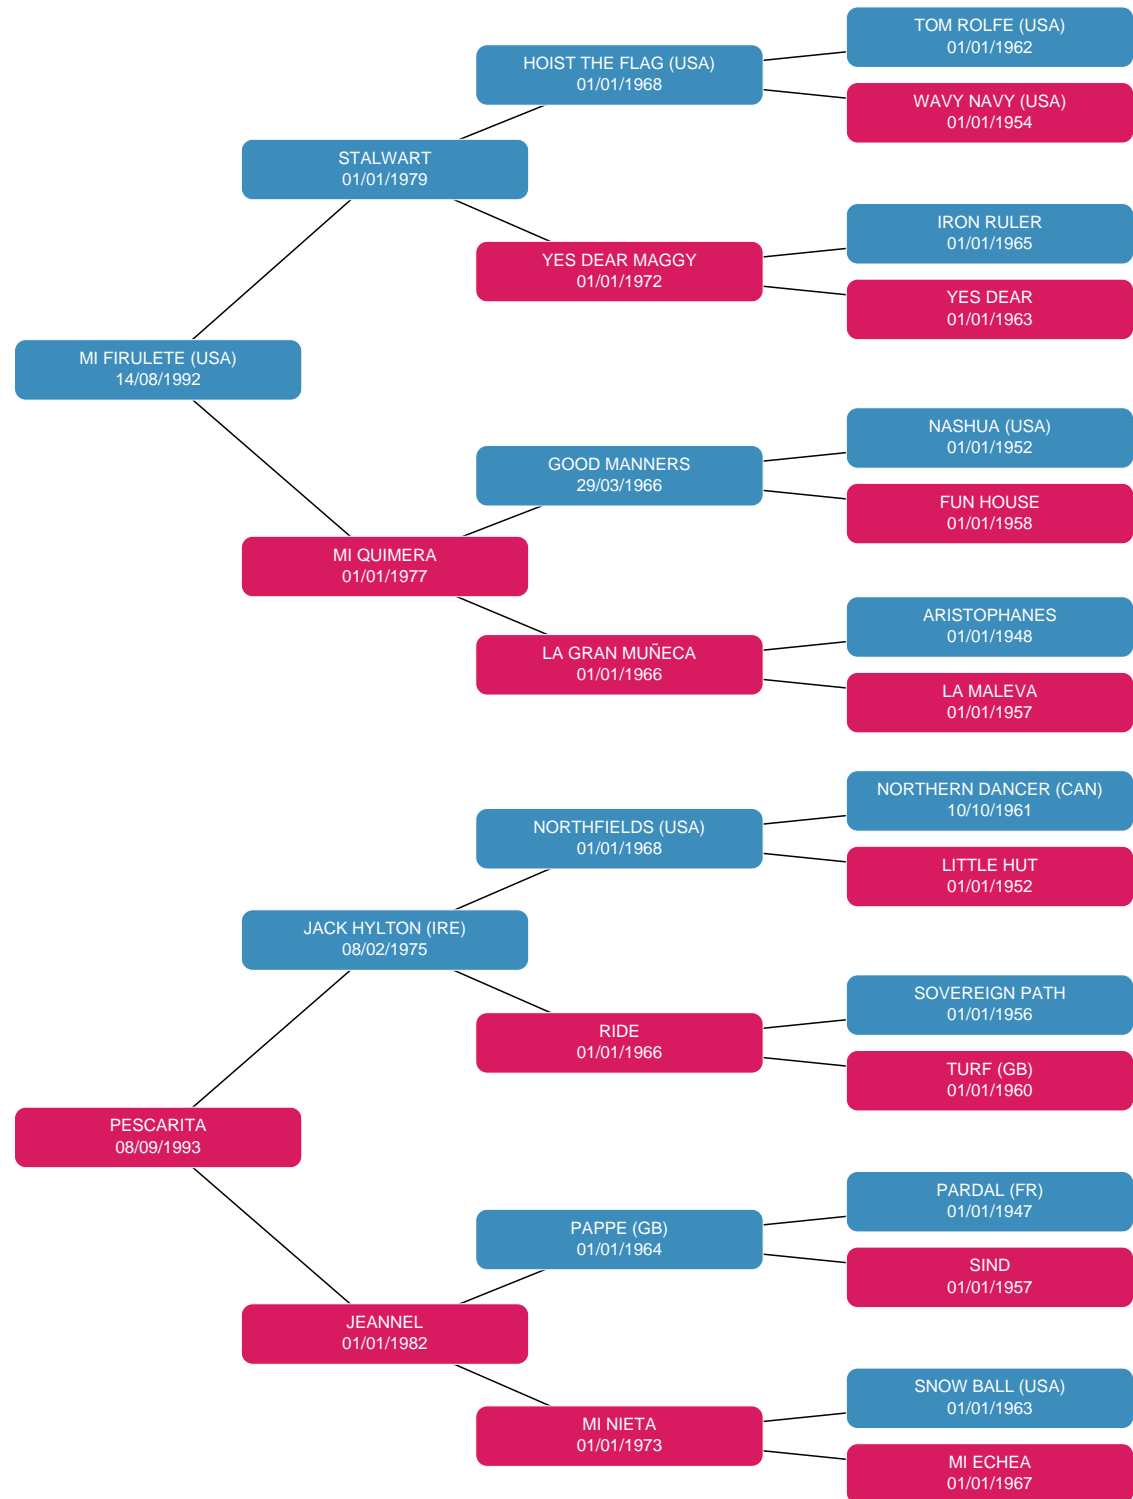 TOM ROLFE (USA)
01/01/1962
HOIST THE FLAG (USA)
01/01/1968
WAVY NAVY (USA)
01/01/1954
STALWART
01/01/1979
IRON RULER
01/01/1965
YES DEAR MAGGY
01/01/1972
YES DEAR
01/01/1963
MI FIRULETE (USA)
14/08/1992
NASHUA (USA)
01/01/1952
GOOD MANNERS
29/03/1966
FUN HOUSE
01/01/1958
MI QUIMERA
01/01/1977
ARISTOPHANES
01/01/1948
LA GRAN MUÑECA
01/01/1966
LA MALEVA
01/01/1957
NORTHERN DANCER (CAN)
10/10/1961
NORTHFIELDS (USA)
01/01/1968
LITTLE HUT
01/01/1952
JACK HYLTON (IRE)
08/02/1975
SOVEREIGN PATH
01/01/1956
RIDE
01/01/1966
TURF (GB)
01/01/1960
PESCARITA
08/09/1993
PARDAL (FR)
01/01/1947
PAPPE (GB)
01/01/1964
SIND
01/01/1957
JEANNEL
01/01/1982
SNOW BALL (USA)
01/01/1963
MI NIETA
01/01/1973
MI ECHEA
01/01/1967